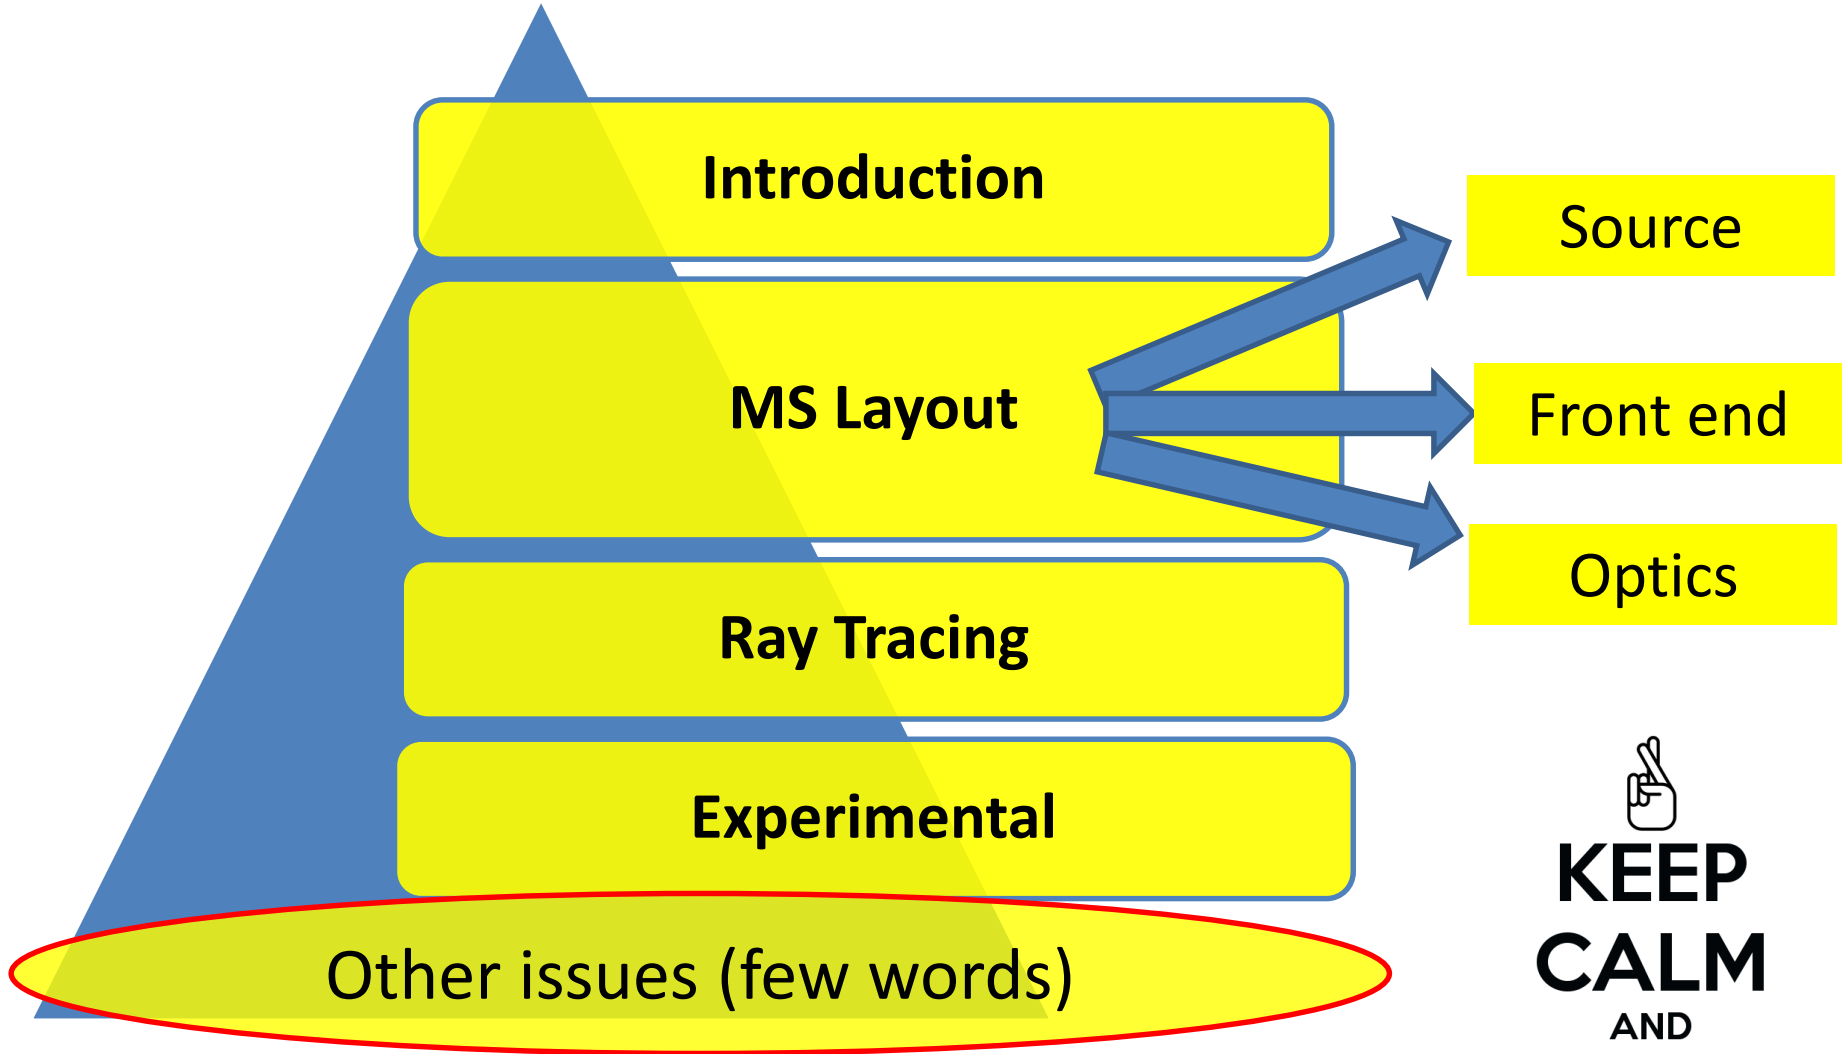 Introduction
MS Layout
Source
Front end
Optics
Ray Tracing
Experimental
Other issues (few words)
KEEP
CALM
AND